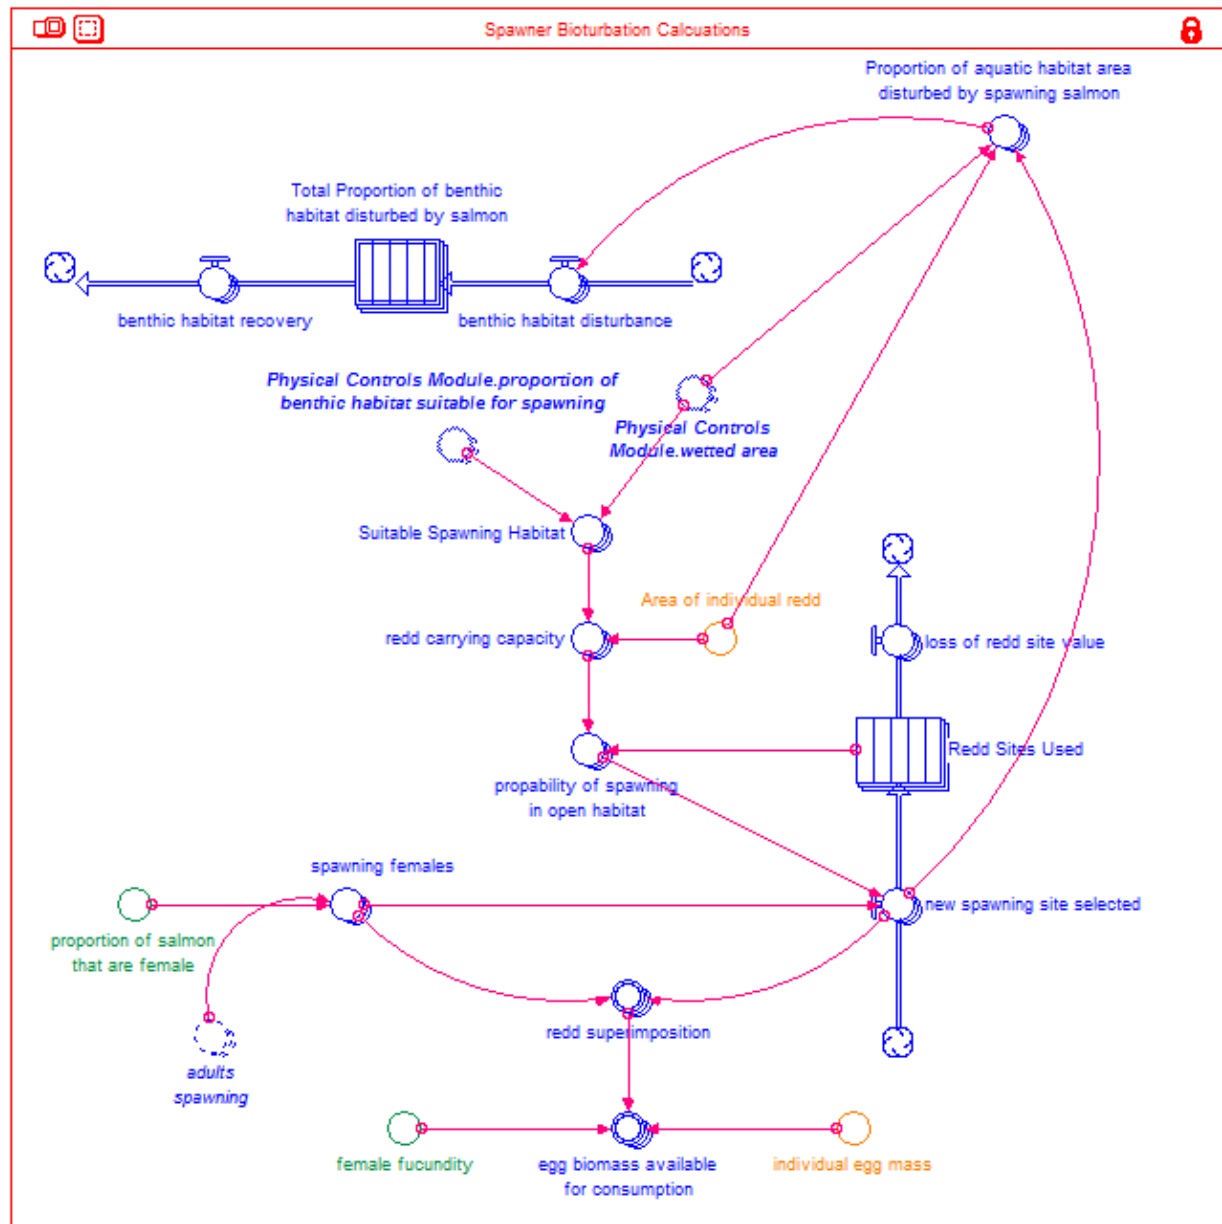 Spawner Bioturbation Calcuations
Proportion of aquatic habitat area
disturbed by spawning salmon
Total Proportion of benthic
habitat disturbed by salmon
benthic habitat recovery
benthic habitat disturbance
Physical Controls Module.proportion of
benthic habitat suitable for spawning
Physical Controls
Module.wetted area
Suitable Spawning Habitat
Area of individual redd
redd carrying capacity
loss of redd site value
Redd Sites Used
propability of spawning
in open habitat
spawning females
new spawning site selected
proportion of salmon
that are female
redd superimposition
adults
spawning
female fucundity
egg biomass available
for consumption
individual egg mass